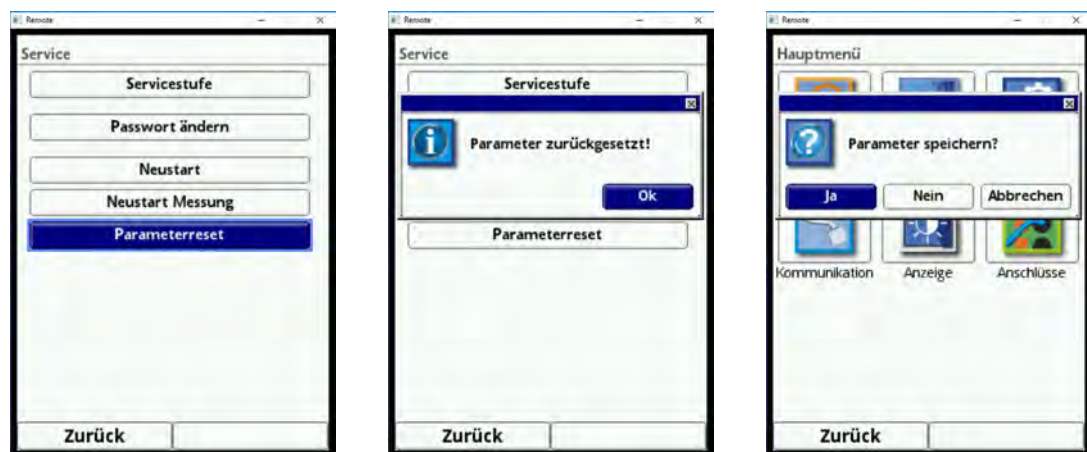 Remote
Service
Servicestufe
Passwort ändern
Neustart
Neustart Messung
Parameterreset
Zurück
Remote
Service
Servicestufe
Parameter zurückgesetzt!
Ok
Parameterreset
Zurück
Remote
Hauptmenü
Parameter speichern?
Ja Nein Abbrechen
Kommunikation Anzeige Anschlüsse
Zurück